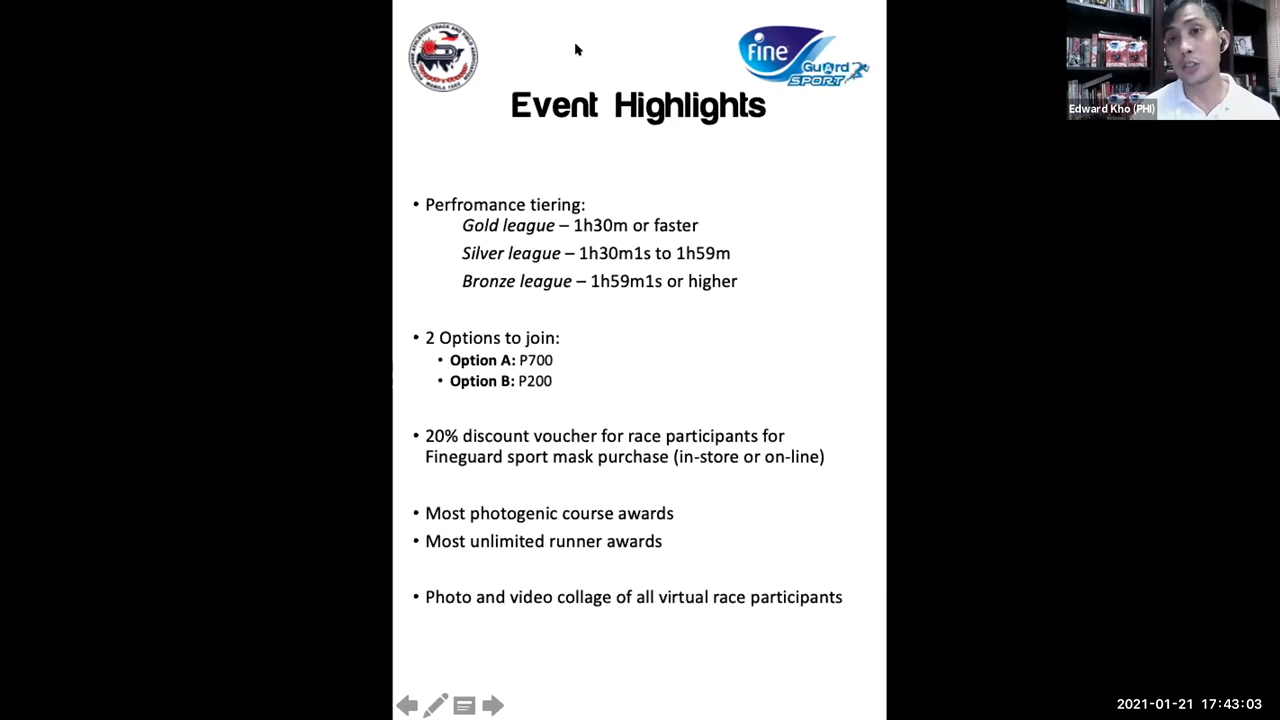 fine
Guard
SPORT
Event Highlights
• Perfromance tiering:
Gold league – 1h30m or faster
Silver league – 1h30m1s to 1h59m
Bronze league – 1h59m1s or higher
• 2 Options to join:
• Option A: P700
• Option B: P200
• 20% discount voucher for race participants for
Fineguard sport mask purchase (in-store or on-line)
• Most photogenic course awards
• Most unlimited runner awards
• Photo and video collage of all virtual race participants
Edward Kho (PHI)
2021-01-21 17:43:03